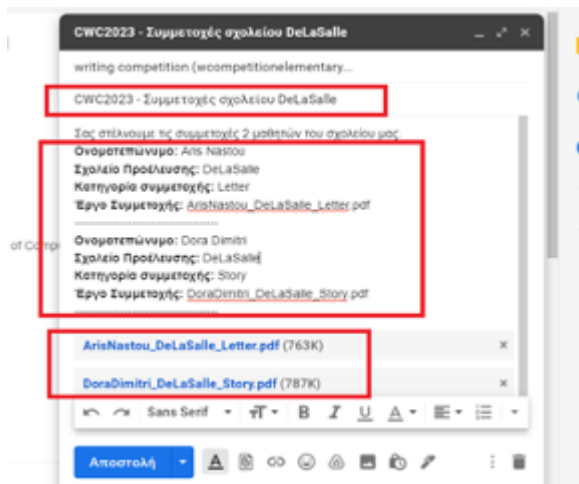 CWC2023 - Συμμετοχές σχολείου DeLaSalle
writing competition (wcompetitionelementary...
CWC2023 - Συμμετοχές σχολείου DeLaSalle
Σας στέλνουμε τις συμμετοχές 2 μαθητών του σχολείου μας.
Ονοματεπώνυμο: Aris Nastou
Σχολείο Προέλευσης: DeLaSalle
Κατηγορία συμμετοχής: Letter
Έργο Συμμετοχής: ArisNastou_DeLaSalle_Letter.pdf
--------------------------------
of Comp
Ονοματεπώνυμο: Dora Dimitri
Σχολείο Προέλευσης: DeLaSalle
Κατηγορία συμμετοχής: Story
Έργο Συμμετοχής: DoraDimitri_DeLaSalle_Story.pdf
--------------------------------
ArisNastou_DeLaSalle_Letter.pdf (763K)
DoraDimitri_DeLaSalle_Story.pdf (787K)
Sans Serif
Αποστολή